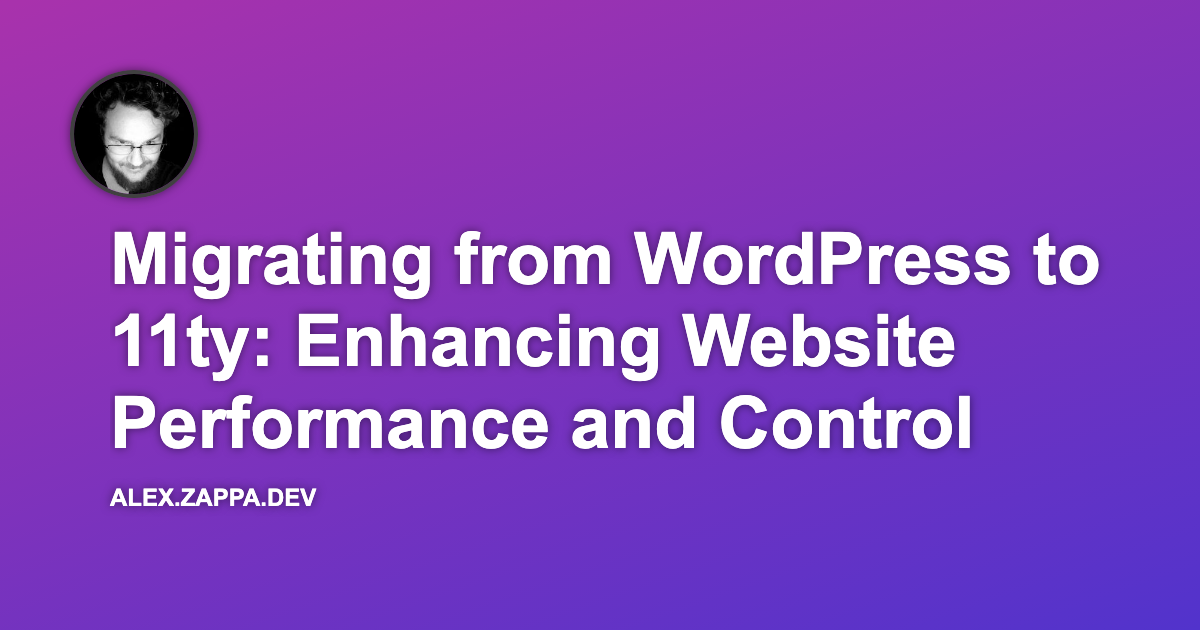 Migrating from WordPress to
11ty: Enhancing Website
Performance and Control
ALEX.ZAPPA.DEV